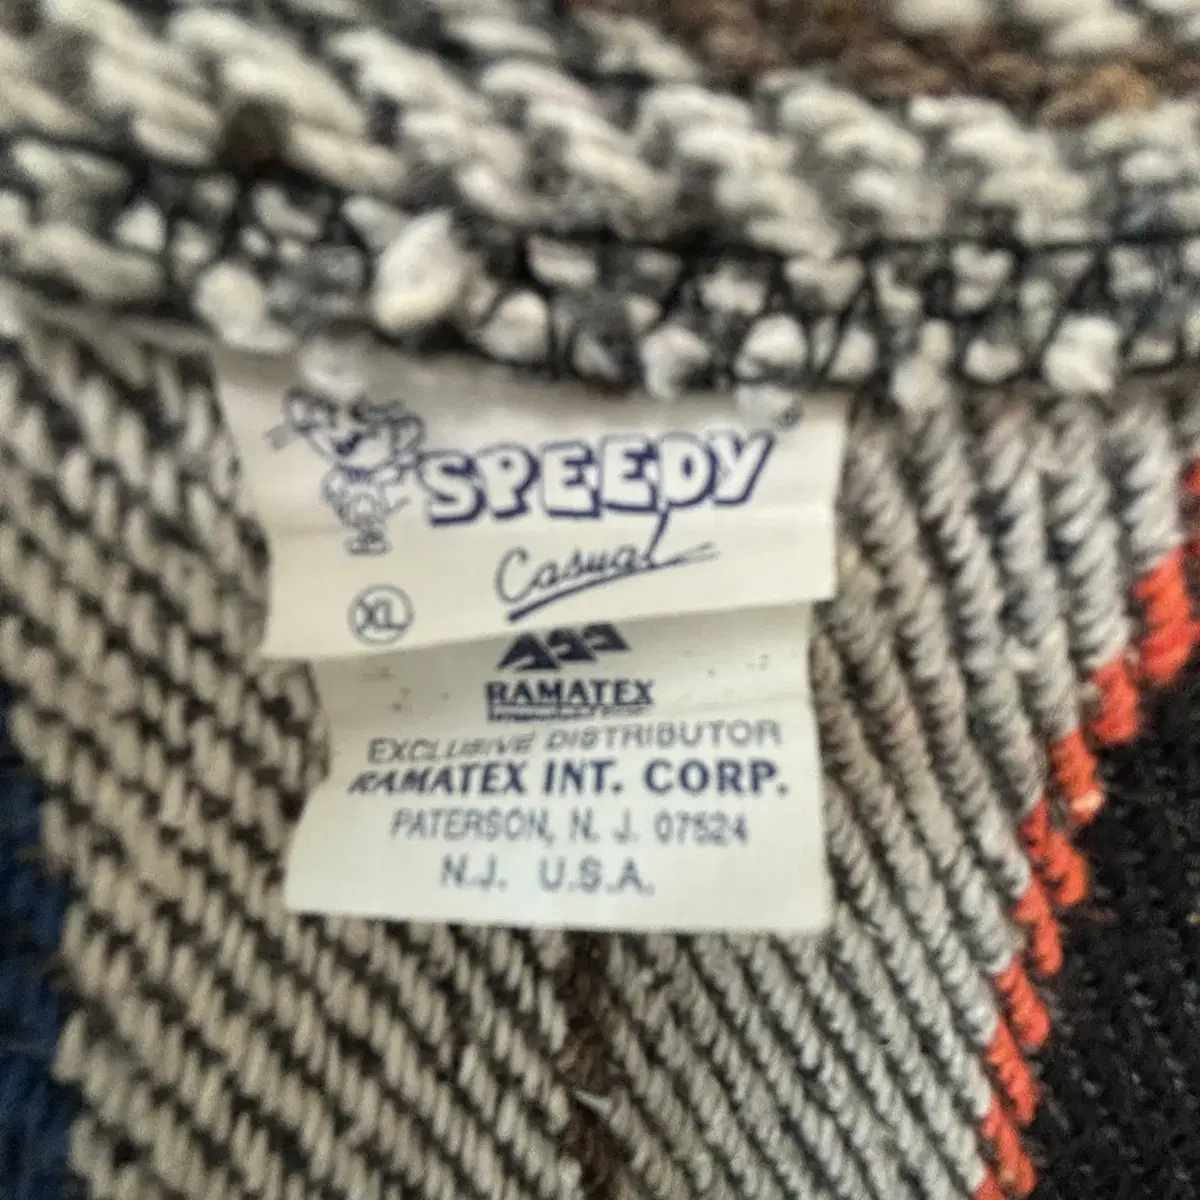 SPEEDY®
Casual
XL
RAMATEX
EXCLUSIVE DISTRIBUTOR
RAMATEX INT. CORP.
PATERSON, N. J. 07524
N.J. U.S.A.